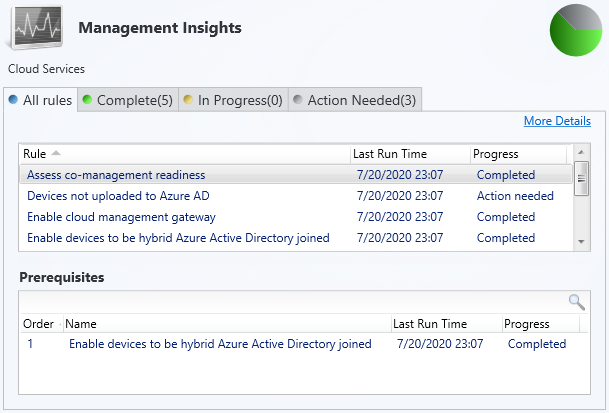 Management Insights
Cloud Services
All rules Complete(5) In Progress(0) Action Needed(3)
More Details
Rule Last Run Time Progress
Assess co-management readiness 7/20/2020 23:07 Completed
Devices not uploaded to Azure AD 7/20/2020 23:07 Action needed
Enable cloud management gateway 7/20/2020 23:07 Completed
Enable devices to be hybrid Azure Active Directory joined 7/20/2020 23:07 Completed
Prerequisites
Order Name Last Run Time Progress
1 Enable devices to be hybrid Azure Active Directory joined 7/20/2020 23:07 Completed